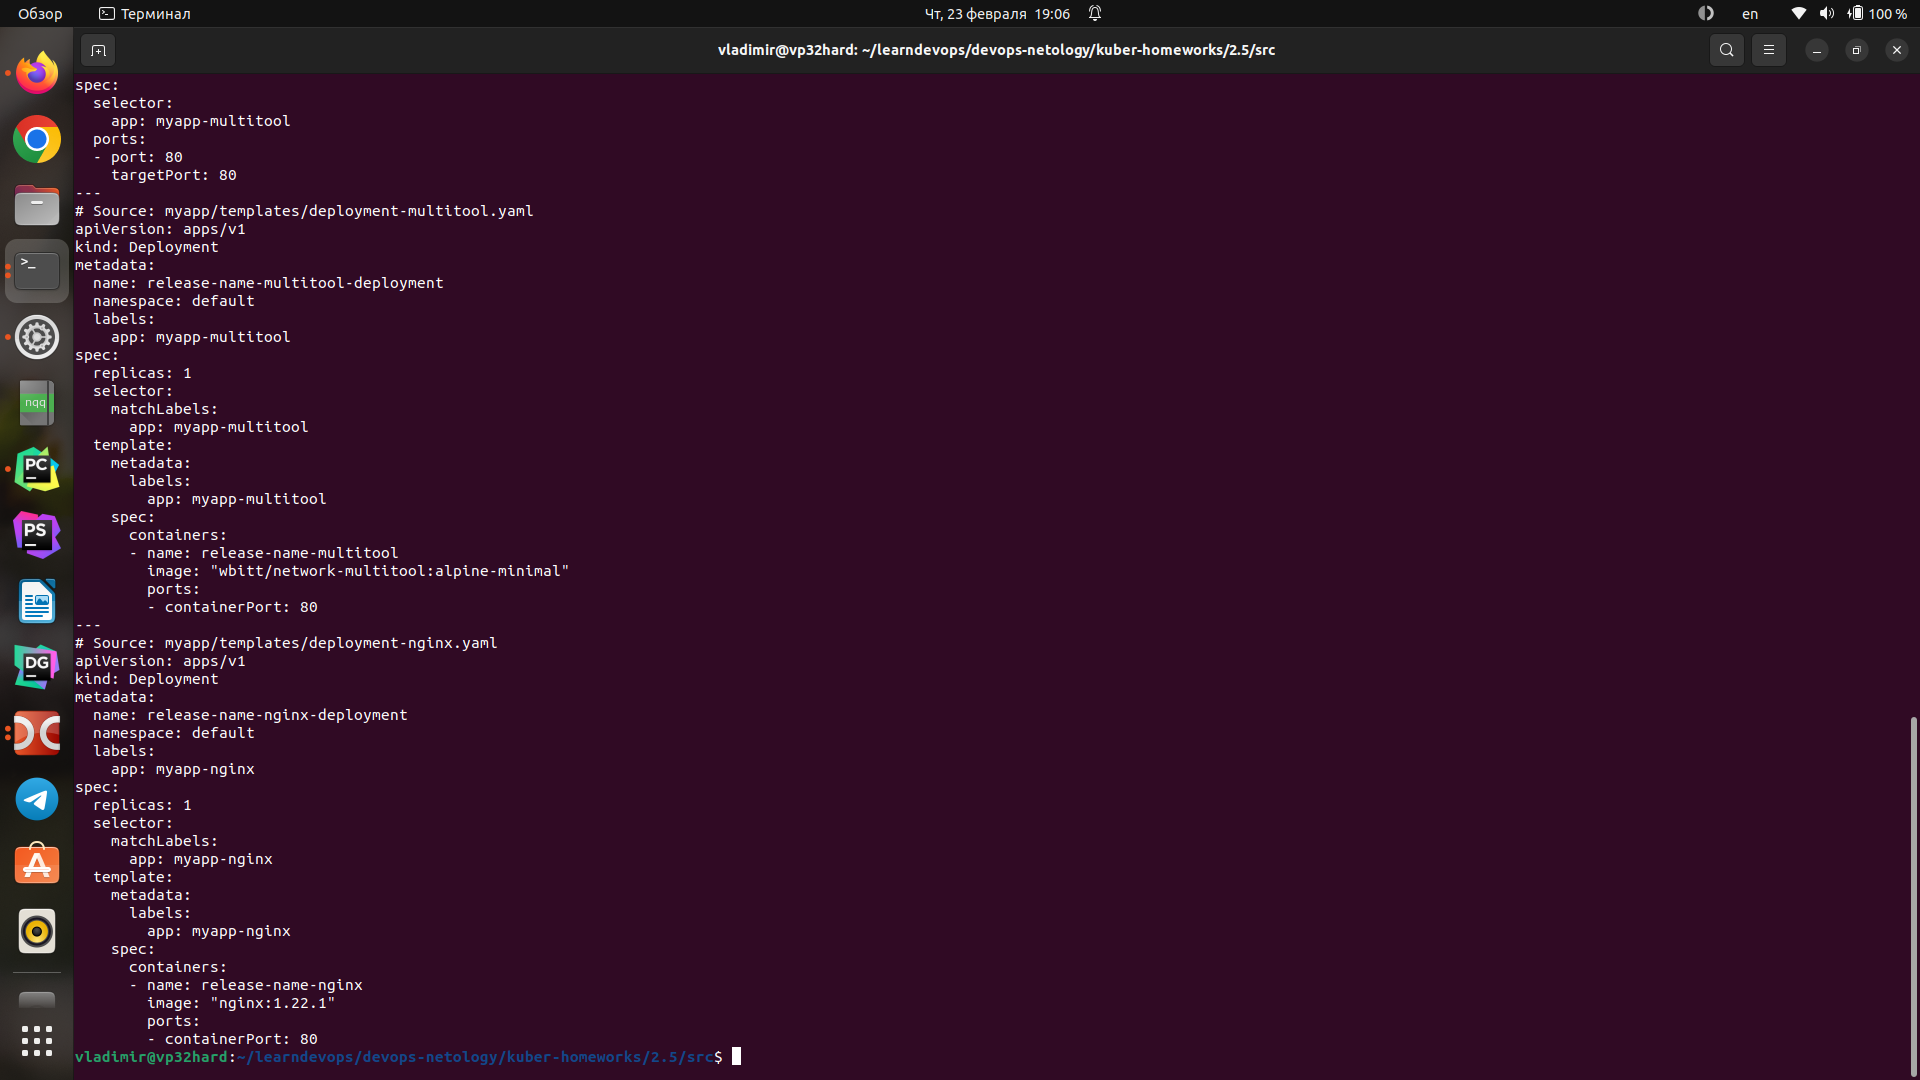 Обзор
Терминал
Чт, 23 февраля 19:06
en
100 %
vladimir@vp32hard: ~/learndevops/devops-netology/kuber-homeworks/2.5/src
spec:
  selector:
    app: myapp-multitool
  ports:
  - port: 80
    targetPort: 80
---
# Source: myapp/templates/deployment-multitool.yaml
apiVersion: apps/v1
kind: Deployment
metadata:
  name: release-name-multitool-deployment
  namespace: default
  labels:
    app: myapp-multitool
spec:
  replicas: 1
  selector:
    matchLabels:
      app: myapp-multitool
  template:
    metadata:
      labels:
        app: myapp-multitool
    spec:
      containers:
      - name: release-name-multitool
        image: "wbitt/network-multitool:alpine-minimal"
        ports:
        - containerPort: 80
---
# Source: myapp/templates/deployment-nginx.yaml
apiVersion: apps/v1
kind: Deployment
metadata:
  name: release-name-nginx-deployment
  namespace: default
  labels:
    app: myapp-nginx
spec:
  replicas: 1
  selector:
    matchLabels:
      app: myapp-nginx
  template:
    metadata:
      labels:
        app: myapp-nginx
    spec:
      containers:
      - name: release-name-nginx
        image: "nginx:1.22.1"
        ports:
        - containerPort: 80
vladimir@vp32hard:~/learndevops/devops-netology/kuber-homeworks/2.5/src$
>_
nqq
PC
PS
DG